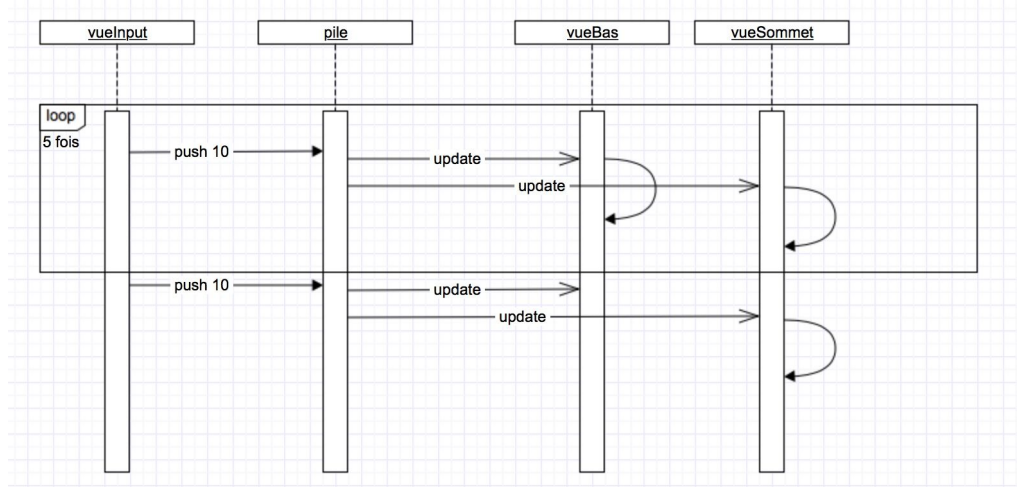 vueInput
pile
vueBas
vueSommet
loop
5 fois
push 10
update
update
push 10
update
update